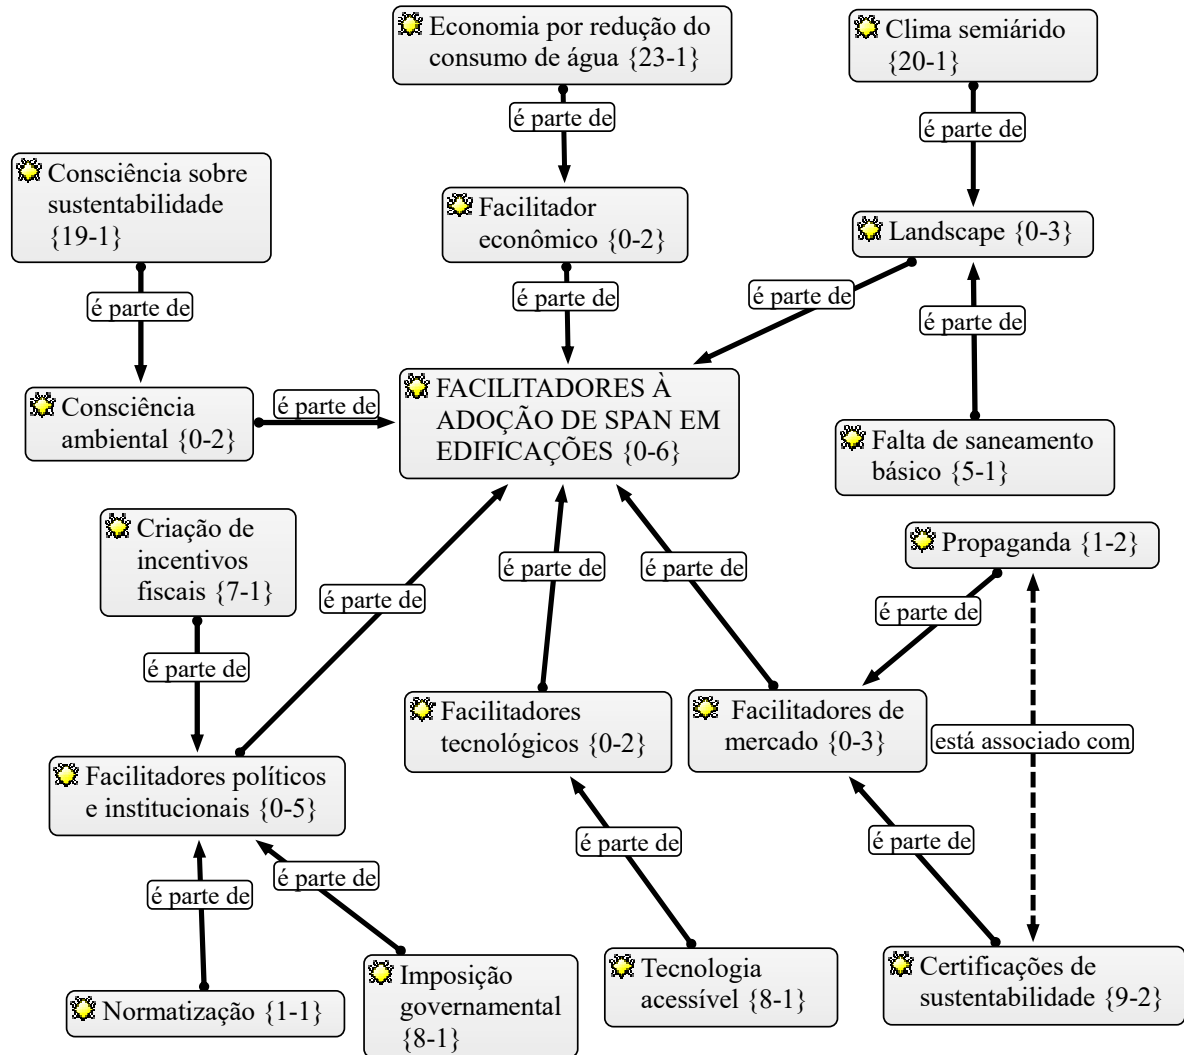 Economia por redução do
consumo de água {23-1}
Clima semiárido
{20-1}
é parte de
é parte de
Consciência sobre
sustentabilidade
{19-1}
Facilitador
econômico {0-2}
Landscape {0-3}
é parte de
é parte de
é parte de
é parte de
FACILITADORES À
ADOÇÃO DE SPAN EM
EDIFICAÇÕES {0-6}
Consciência
ambiental {0-2}
é parte de
Falta de saneamento
básico {5-1}
Criação de
incentivos
fiscais {7-1}
Propaganda {1-2}
é parte de
é parte de
é parte de
é parte de
é parte de
Facilitadores
tecnológicos {0-2}
Facilitadores de
mercado {0-3}
está associado com
Facilitadores políticos
e institucionais {0-5}
é parte de
é parte de
é parte de
é parte de
Normatização {1-1}
Imposição
governamental
{8-1}
Tecnologia
acessível {8-1}
Certificações de
sustentabilidade {9-2}